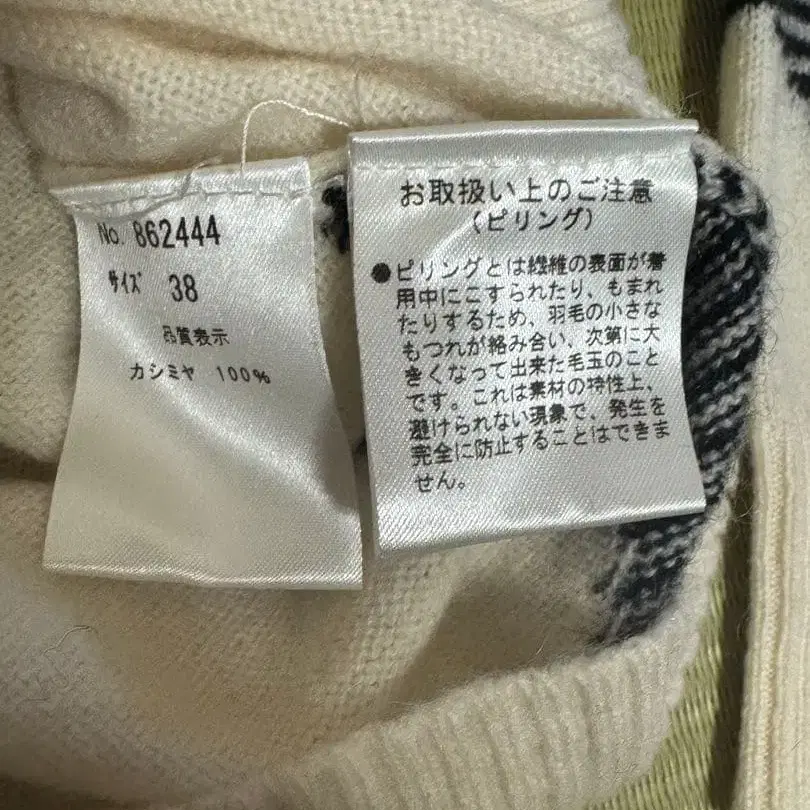 No. 862444
サイズ 38
品質表示
カシミヤ 100%
お取扱い上のご注意
(ピリング)
●ピリングとは繊維の表面が着
用中にこすられたり、もまれ
たりするため、羽毛の小さな
もつれが絡み合い、次第に大
きくなって出来た毛玉のこと
です。これは素材の特性上、
避けられない現象で、発生を
完全に防止することはできま
せん。